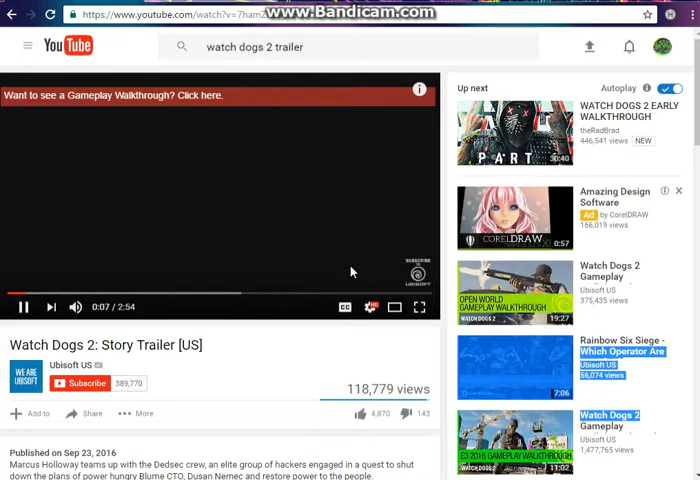 https://www.youtube.com/watch?v=7ham
www.Bandicam.com
YouTube
watch dogs 2 trailer
Want to see a Gameplay Walkthrough? Click here.
SUBSCRIBE
UBISOFT
0:07 / 2:54
CC
HD
Watch Dogs 2: Story Trailer [US]
WE ARE
UBISOFT
Ubisoft US
Subscribe
389,770
118,779 views
Add to
Share
More
4,870
143
Published on Sep 23, 2016
Marcus Holloway teams up with the Dedsec crew, an elite group of hackers engaged in a quest to shut
down the plans of power hungry Blume CTO, Dusan Nemec and restore power to the people.
Up next
Autoplay
PART
30:40
WATCH DOGS 2 EARLY
WALKTHROUGH
theRadBrad
446,541 views
NEW
CORELDRAW
0:57
Amazing Design
Software
Ad by CorelDRAW
166,019 views
OPEN WORLD
GAMEPLAY WALKTHROUGH
WATCH DOGS 2
19:27
Watch Dogs 2
Gameplay
Ubisoft US
375,435 views
7:06
Rainbow Six Siege -
Which Operator Are
Ubisoft US
56,074 views
E3 2016 GAMEPLAY WALKTHROUGH
WATCH DOGS 2
11:02
Watch Dogs 2
Gameplay
Ubisoft US
1,477,765 views